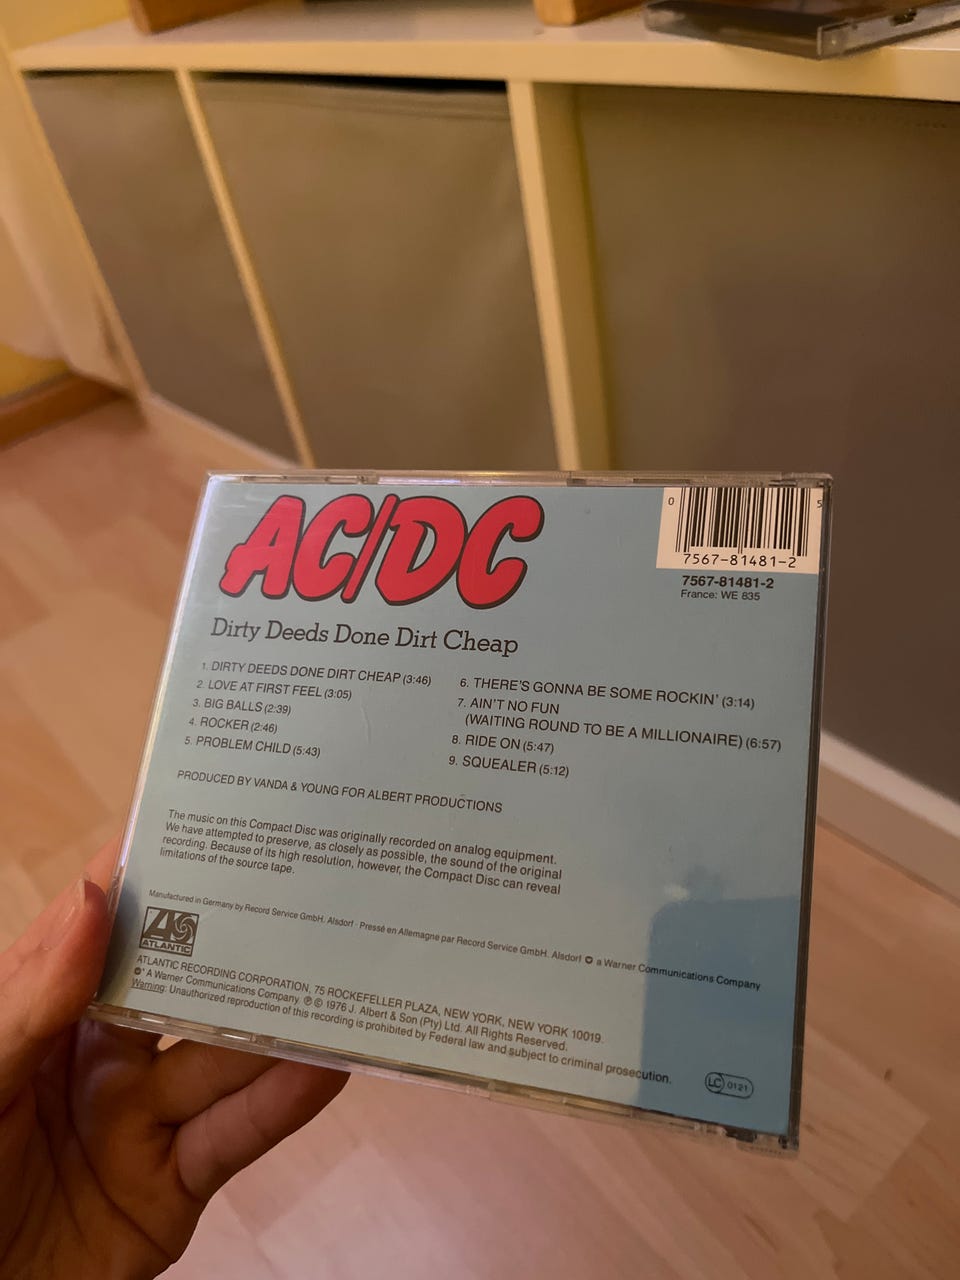 AC/DC
Dirty Deeds Done Dirt Cheap
1. DIRTY DEEDS DONE DIRT CHEAP (3:46)
2. LOVE AT FIRST FEEL (3:05)
3. BIG BALLS (2:39)
4. ROCKER (2:46)
5. PROBLEM CHILD (5:43)
6. THERE'S GONNA BE SOME ROCKIN' (3:14)
7. AIN'T NO FUN
(WAITING ROUND TO BE A MILLIONAIRE) (6:57)
8. RIDE ON (5:47)
9. SQUEALER (5:12)
0 5
7567-81481-2
7567-81481-2
France: WE 835
PRODUCED BY VANDA & YOUNG FOR ALBERT PRODUCTIONS
The music on this Compact Disc was originally recorded on analog equipment.
We have attempted to preserve, as closely as possible, the sound of the original
recording. Because of its high resolution, however, the Compact Disc can reveal
limitations of the source tape.
Manufactured in Germany by Record Service GmbH. Alsdorf · Pressé en Allemagne par Record Service GmbH. Alsdorf a Warner Communications Company
ATLANTIC
ATLANTIC RECORDING CORPORATION, 75 ROCKEFELLER PLAZA, NEW YORK, NEW YORK 10019.
* A Warner Communications Company. ℗ © 1976 J. Albert & Son (Pty) Ltd. All Rights Reserved.
Warning: Unauthorized reproduction of this recording is prohibited by Federal law and subject to criminal prosecution.
LC 0121